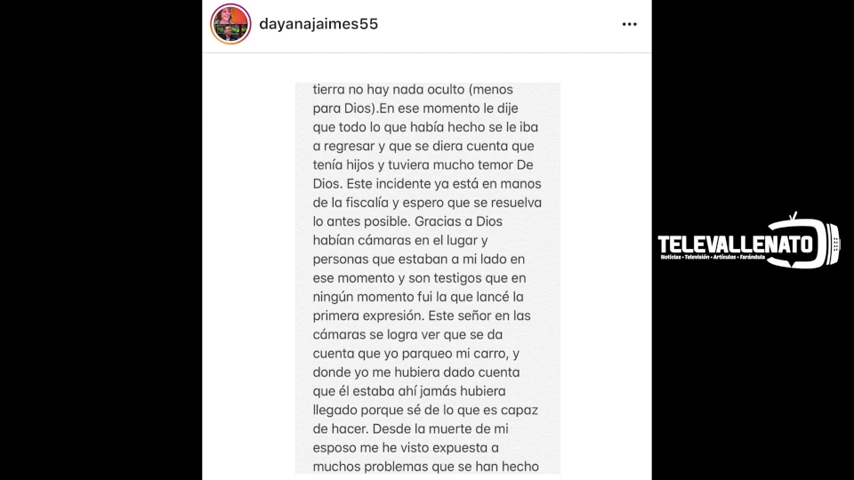 dayanajaimes55
tierra no hay nada oculto (menos
para Dios).En ese momento le dije
que todo lo que había hecho se le iba
a regresar y que se diera cuenta que
tenía hijos y tuviera mucho temor De
Dios. Este incidente ya está en manos
de la fiscalía y espero que se resuelva
lo antes posible. Gracias a Dios
habían cámaras en el lugar y
personas que estaban a mi lado en
ese momento y son testigos que en
ningún momento fui la que lancé la
primera expresión. Este señor en las
cámaras se logra ver que se da
cuenta que yo parqueo mi carro, y
donde yo me hubiera dado cuenta
que él estaba ahí jamás hubiera
llegado porque sé de lo que es capaz
de hacer. Desde la muerte de mi
esposo me he visto expuesta a
muchos problemas que se han hecho
TELEVALLENATO
Noticias • Televisión • Artículos • Farándula